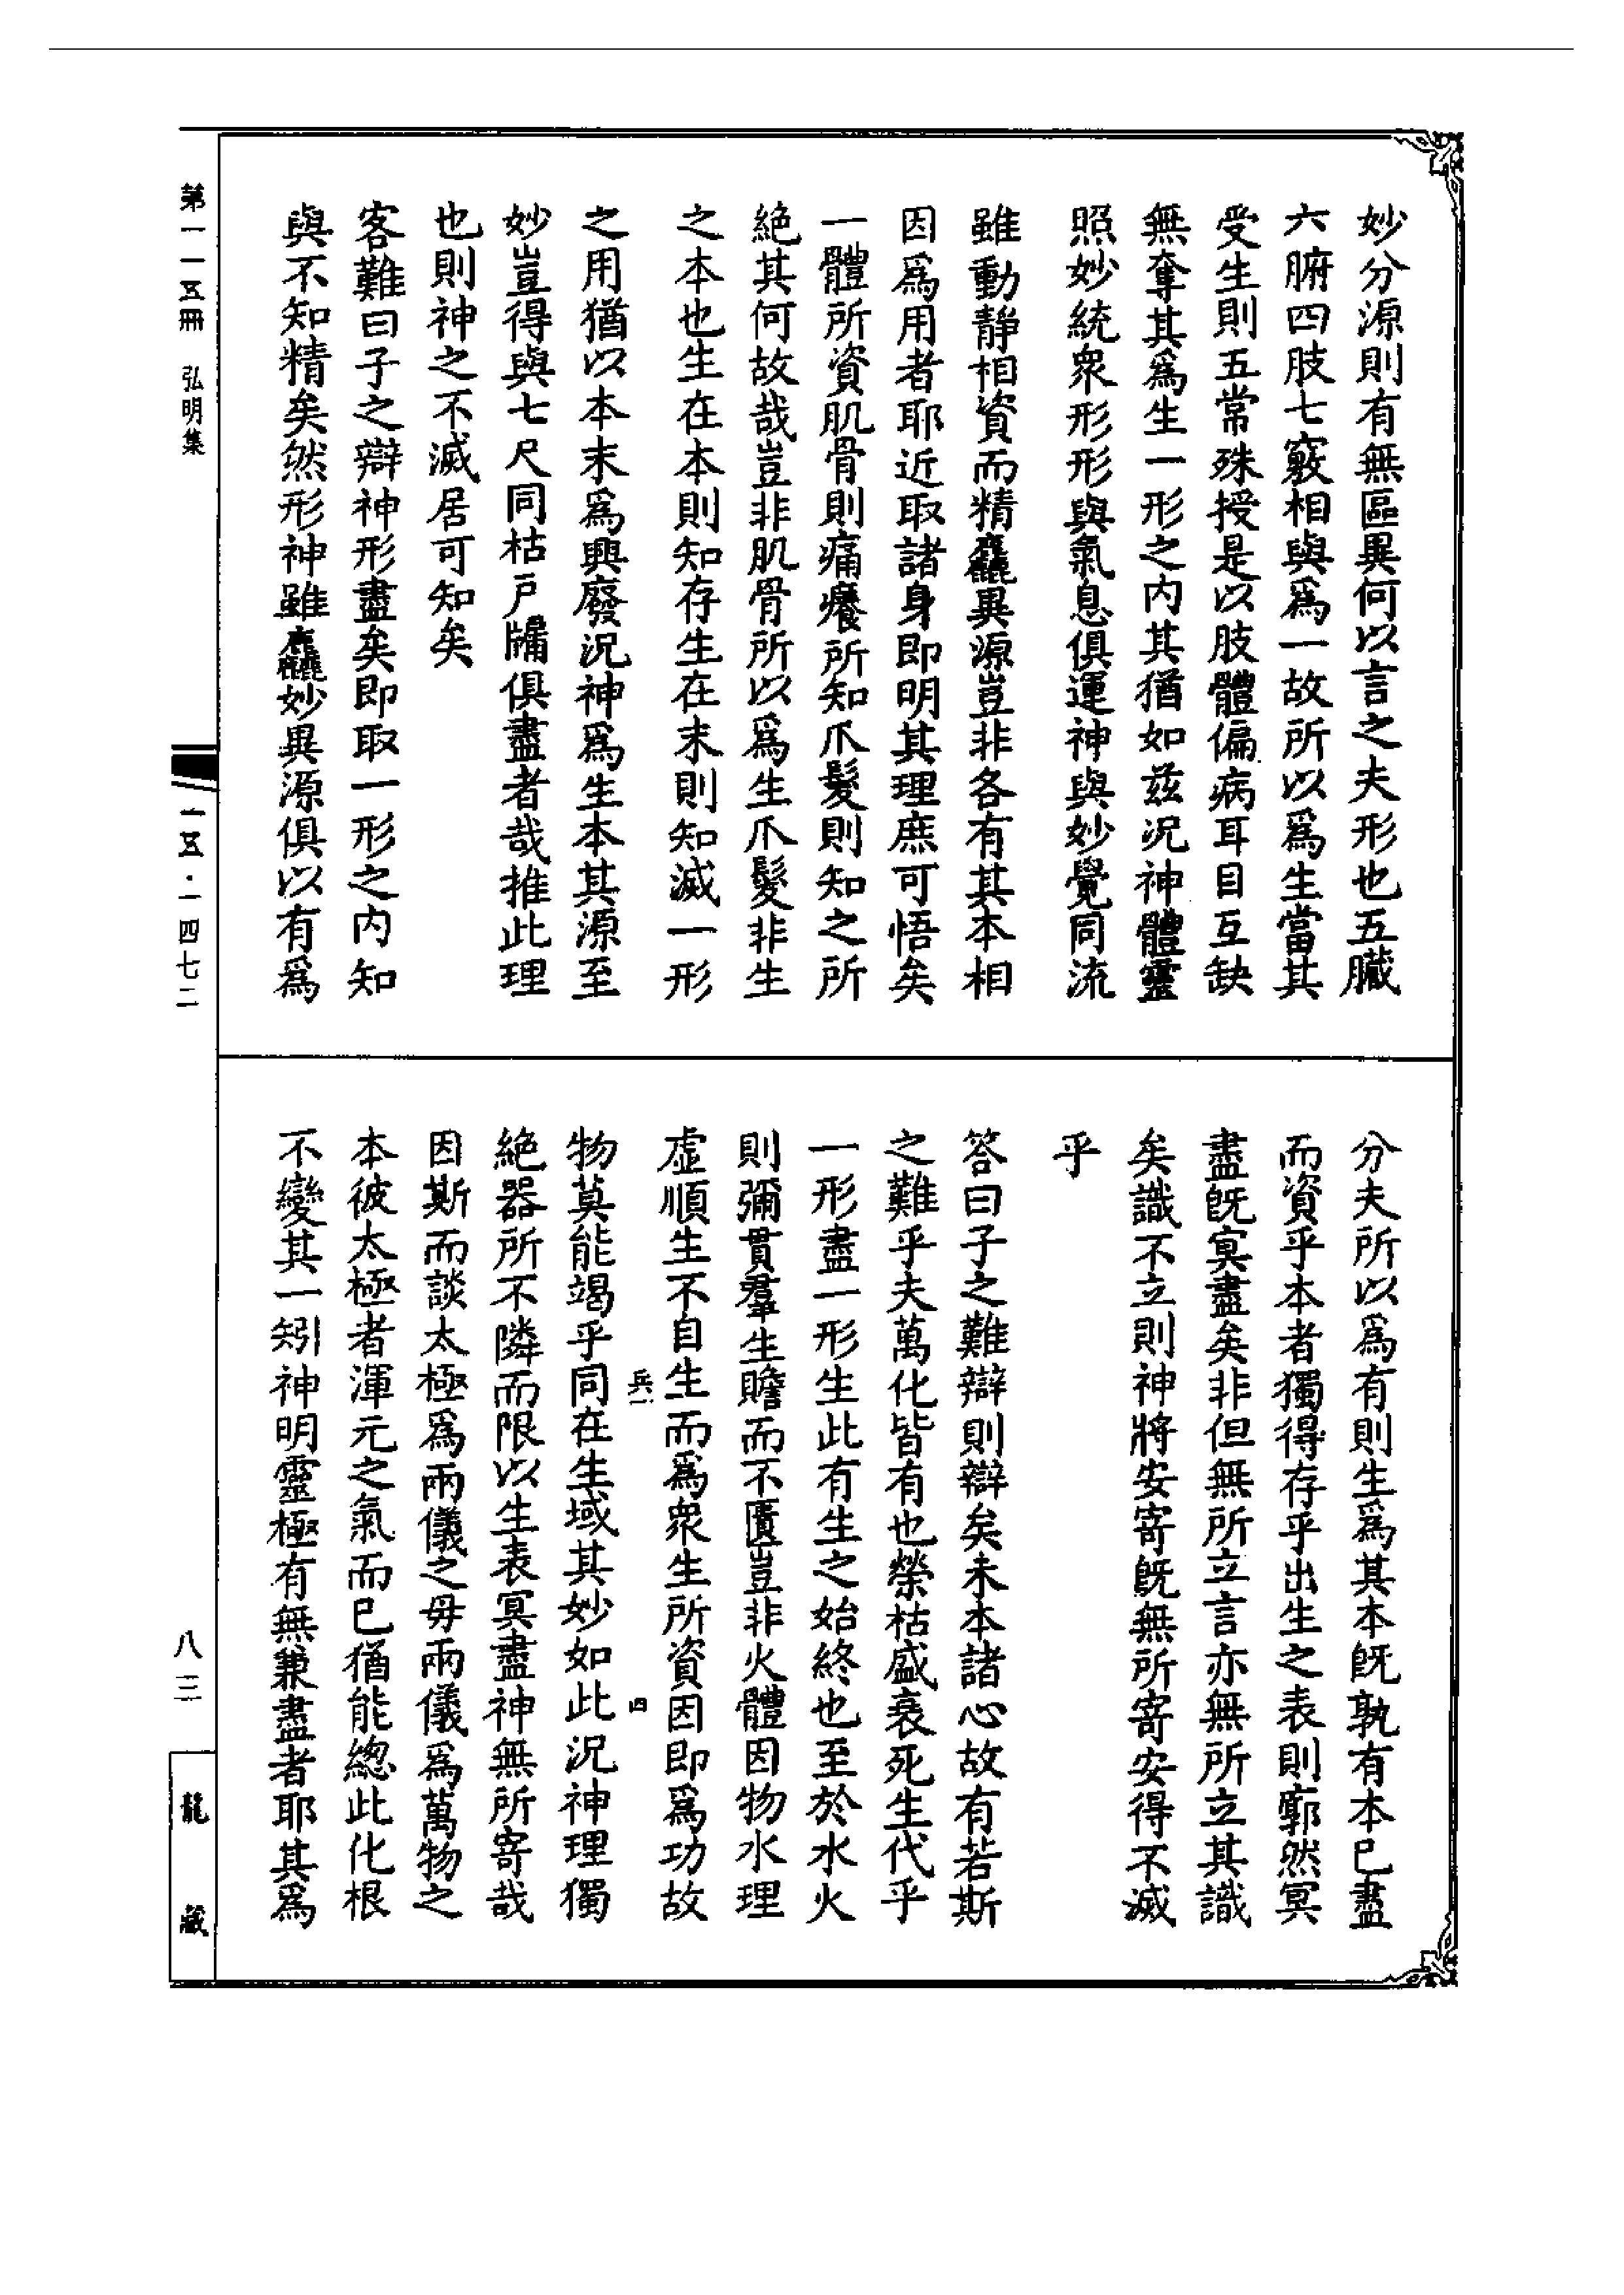 妙分源則有無區異何以言之夫形也五臟
六腑四肢七竅相與爲一故所以爲生當其
受生則五常殊授是以肢體偏病耳目互缺
無奪其爲生一形之内其猶如茲況神體靈
照妙統衆形形與氣息俱運神與妙覺同流
雖動靜相資而精麤異源豈非各有其本相
因爲用者耶近取諸身即明其理庶可悟矣
一體所資肌骨則痛癢所知爪髮則知之所
絕其何故哉豈非肌骨所以爲生爪髮非生
之本也生在本則知存生在末則知滅一形
之用猶以本末爲興廢況神爲生本其源至
妙豈得與七尺同枯戸牖俱盡者哉推此理
也則神之不滅居可知矣
客難曰子之辯神形盡矣即取一形之内知
與不知精矣然形神雖麤妙異源俱以有爲
分夫所以爲有則生爲其本旣孰有本已盡
而資乎本者獨得存乎出生之表則廓然冥
盡旣冥盡矣非但無所立言亦無所立其識
矣識不立則神將安寄旣無所寄安得不滅
乎
答曰子之難辯則辯矣未本諸心故有若斯
之難乎夫萬化皆有也榮枯盛衰死生代乎
一形盡一形生此有生之始終也至於水火
則彌貫羣生贍而不匱豈非火體因物水理
虛順生不自生而爲衆生所資因即爲功故
兵一 四
物莫能竭乎同在生域其妙如此況神理獨
絕器所不隣而限以生表冥盡神無所寄哉
因斯而談太極爲兩儀之母兩儀爲萬物之
本彼太極者渾元之氣而已猶能總此化根
不變其一矧神明靈極有無兼盡者耶其爲
第一一五冊 弘明集
一五·一四七二
八三
龍藏